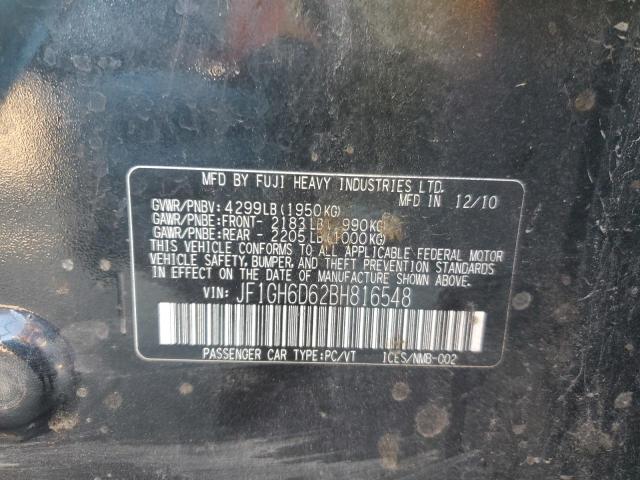 MFD BY FUJI HEAVY INDUSTRIES LTD.
MFD IN 12/10
GVWR/PNBV: 4299LB(1950KG)
GAWR/PNBE:FRONT- 2183LB( 990KG)
GAWR/PNBE:REAR - 2205LB(1000KG)
THIS VEHICLE CONFORMS TO ALL APPLICABLE FEDERAL MOTOR
VEHICLE SAFETY, BUMPER, AND THEFT PREVENTION STANDARDS
IN EFFECT ON THE DATE OF MANUFACTURE SHOWN ABOVE.
VIN: JF1GH6D62BH816548
PASSENGER CAR TYPE:PC/VT ICES/NMB-002